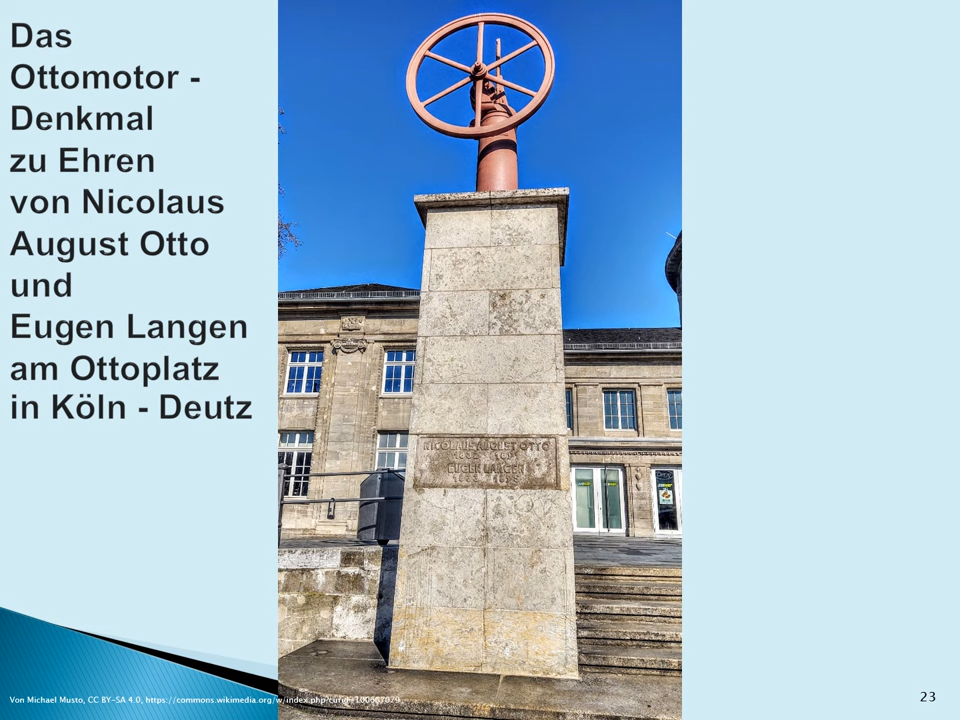 Das
Ottomotor -
Denkmal
zu Ehren
von Nicolaus
August Otto
und
Eugen Langen
am Ottoplatz
in Köln - Deutz
NICOLAUS AUGUST OTTO
EUGEN LANGEN
Von Michael Musto, CC BY-SA 4.0, https://commons.wikimedia.org/w/index.php?curid=
23